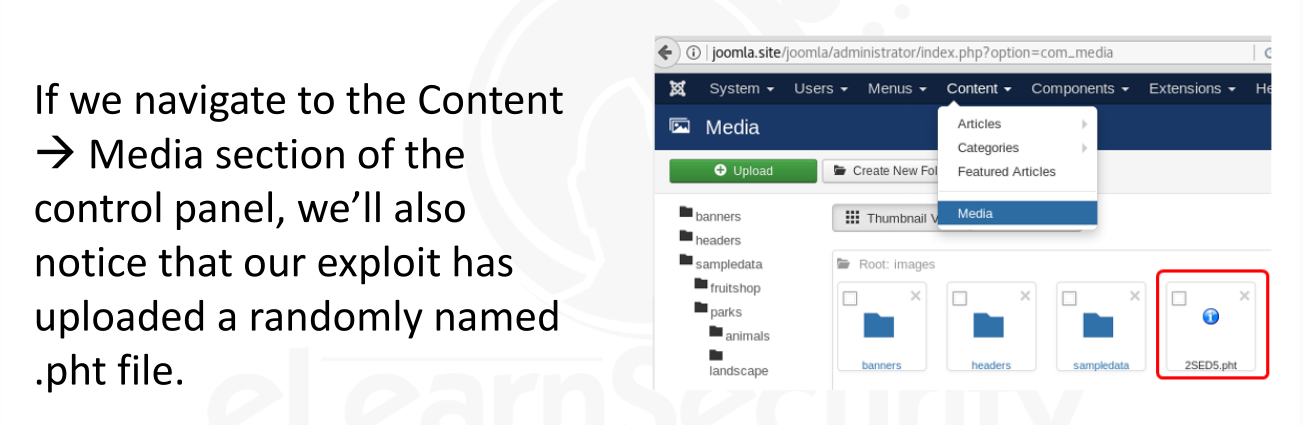 If we navigate to the Content
→ Media section of the
control panel, we’ll also
notice that our exploit has
uploaded a randomly named
.pht file.
joomla.site/joomla/administrator/index.php?option=com_media
System Users Menus Content Components Extensions He
Media
Articles
Categories
Featured Articles
Media
Upload
Create New Fol
banners
headers
sampledata
fruitshop
parks
animals
landscape
Thumbnail V
Root: images
banners
headers
sampledata
2SED5.pht
eLearnSecurity